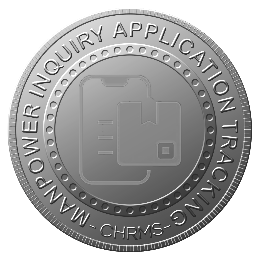 MANPOWER INQUIRY APPLICATION TRACKING
- CHRMS -